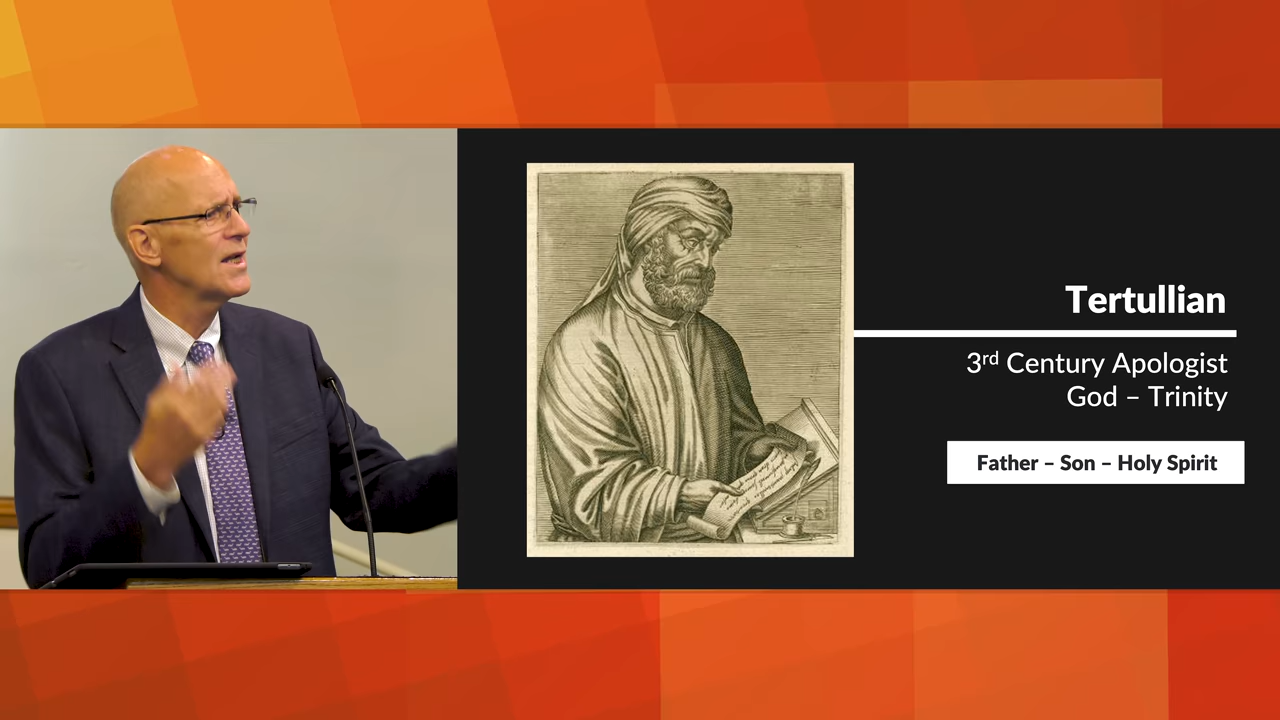 Tertullian
3rd Century Apologist
God – Trinity
Father – Son – Holy Spirit